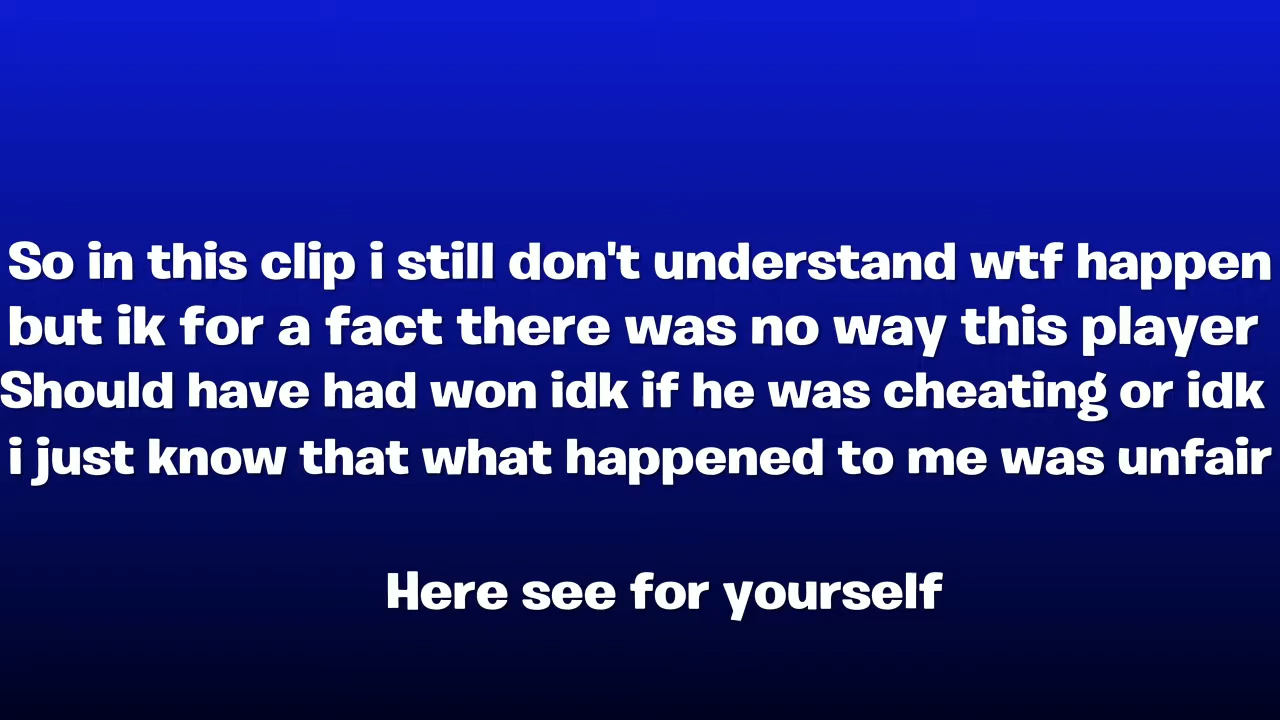 So in this clip i still don't understand wtf happen
but ik for a fact there was no way this player
Should have had won idk if he was cheating or idk
i just know that what happened to me was unfair
Here see for yourself